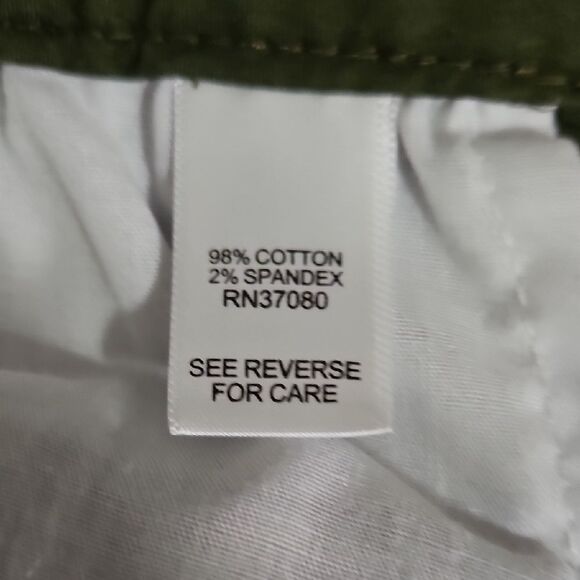 98% COTTON
2% SPANDEX
RN37080
SEE REVERSE
FOR CARE